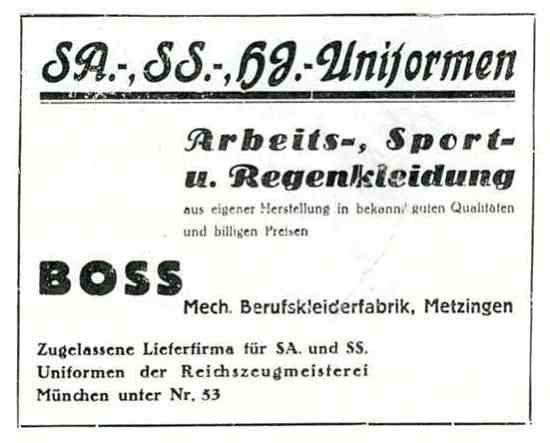 SA.-, SS.-, HJ.-Uniformen
Arbeits-, Sport-
u. Regenkleidung
aus eigener Herstellung in bekannt guten Qualitäten
und billigen Preisen
BOSS
Mech. Berufskleiderfabrik, Metzingen
Zugelassene Lieferfirma für SA. und SS.
Uniformen der Reichszeugmeisterei
München unter Nr. 53